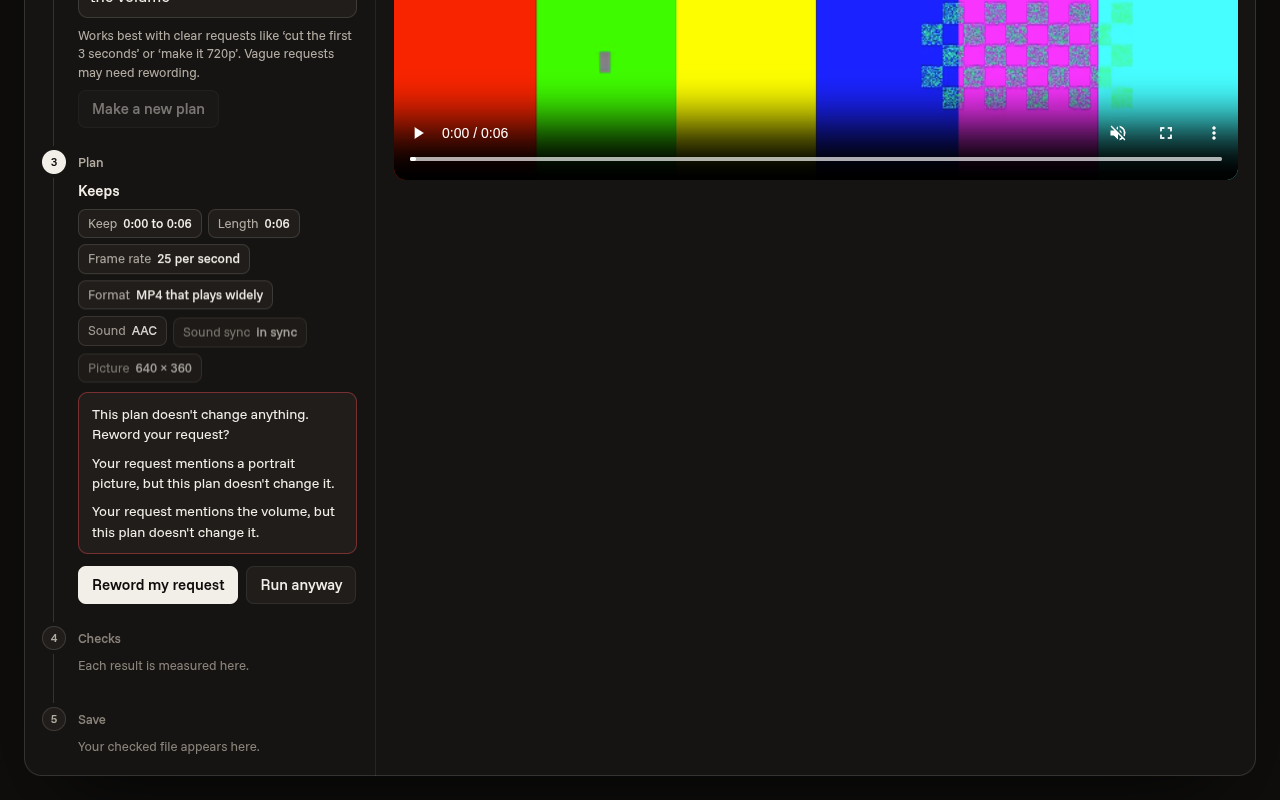 Works best with clear requests like ‘cut the first
3 seconds’ or ‘make it 720p’. Vague requests
may need rewording.
Make a new plan
3 Plan
Keeps
Keep 0:00 to 0:06 Length 0:06
Frame rate 25 per second
Format MP4 that plays widely
Sound AAC Sound sync in sync
Picture 640 × 360
This plan doesn't change anything.
Reword your request?
Your request mentions a portrait
picture, but this plan doesn't change it.
Your request mentions the volume, but
this plan doesn't change it.
Reword my request Run anyway
4 Checks
Each result is measured here.
5 Save
Your checked file appears here.
0:00 / 0:06